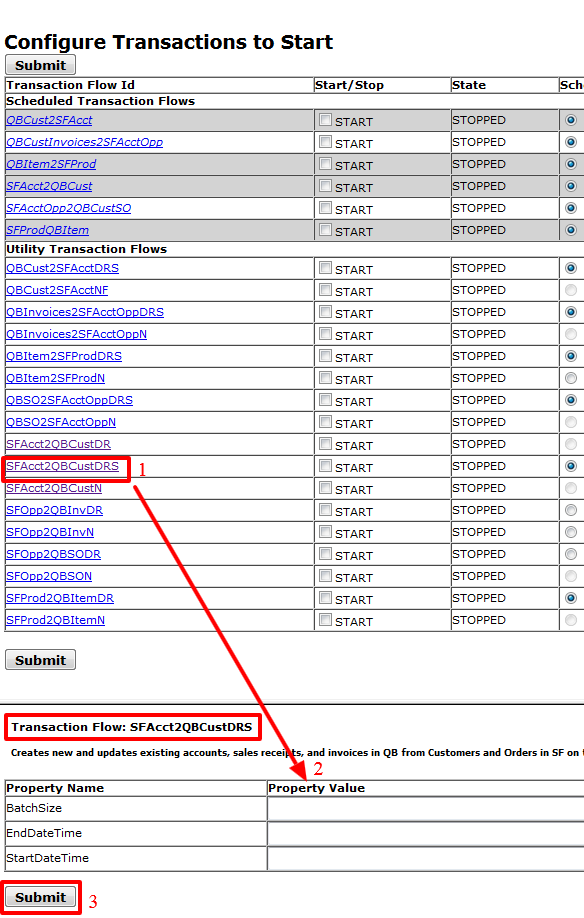 Configure Transactions to Start
Submit
Transaction Flow Id Start/Stop State Sch
Scheduled Transaction Flows
QBCust2SFAcct START STOPPED
QBCustInvoices2SFAcctOpp START STOPPED
QBItem2SFProd START STOPPED
SFAcct2QBCust START STOPPED
SFAcctOpp2QBCustSO START STOPPED
SFProdQBItem START STOPPED
Utility Transaction Flows
QBCust2SFAcctDRS START STOPPED
QBCust2SFAcctNF START STOPPED
QBInvoices2SFAcctOppDRS START STOPPED
QBInvoices2SFAcctOppN START STOPPED
QBItem2SFProdDRS START STOPPED
QBItem2SFProdN START STOPPED
QBSO2SFAcctOppDRS START STOPPED
QBSO2SFAcctOppN START STOPPED
SFAcct2QBCustDR START STOPPED
SFAcct2QBCustDRS 1 START STOPPED
SFAcct2QBCustN START STOPPED
SFOpp2QBInvDR START STOPPED
SFOpp2QBInvN START STOPPED
SFOpp2QBSODR START STOPPED
SFOpp2QBSON START STOPPED
SFProd2QBItemDR START STOPPED
SFProd2QBItemN START STOPPED
Submit
Transaction Flow: SFAcct2QBCustDRS
Creates new and updates existing accounts, sales receipts, and invoices in QB from Customers and Orders in SF on
2
Property Name Property Value
BatchSize
EndDateTime
StartDateTime
Submit 3